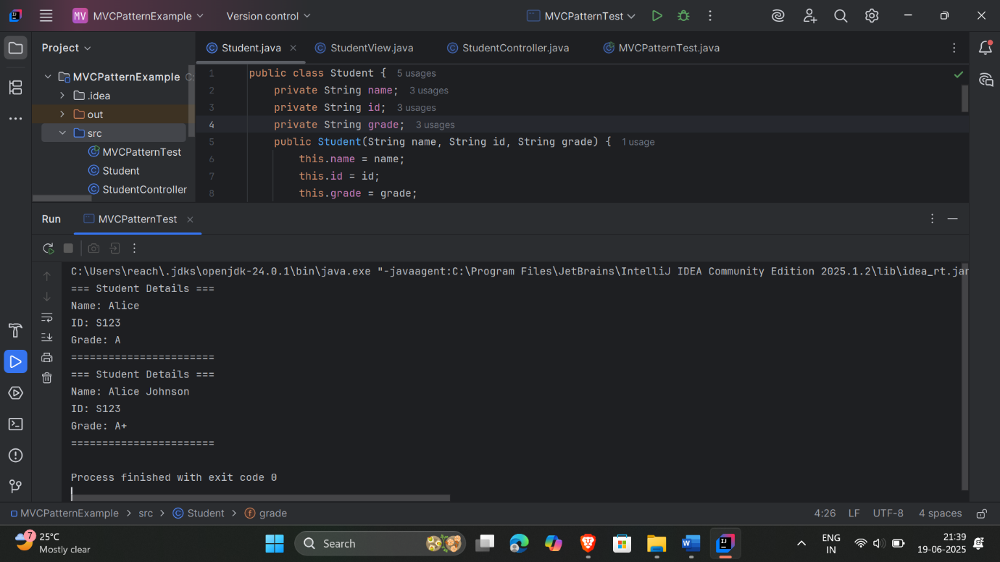 MV MVCPatternExample Version control MVCPatternTest
Project
Student.java StudentView.java StudentController.java MVCPatternTest.java
MVCPatternExample C:
.idea
out
src
MVCPatternTest
Student
StudentController
1 public class Student { 5 usages
2 private String name; 3 usages
3 private String id; 3 usages
4 private String grade; 3 usages
5 public Student(String name, String id, String grade) { 1 usage
6 this.name = name;
7 this.id = id;
8 this.grade = grade;
Run MVCPatternTest
C:\Users\reach\.jdks\openjdk-24.0.1\bin\java.exe "-javaagent:C:\Program Files\JetBrains\IntelliJ IDEA Community Edition 2025.1.2\lib\idea_rt.jar
=== Student Details ===
Name: Alice
ID: S123
Grade: A
=======================
=== Student Details ===
Name: Alice Johnson
ID: S123
Grade: A+
=======================
Process finished with exit code 0
MVCPatternExample > src > Student > grade 4:26 LF UTF-8 4 spaces
7 25°C
Mostly clear
Search
ENG
IN
21:39
19-06-2025